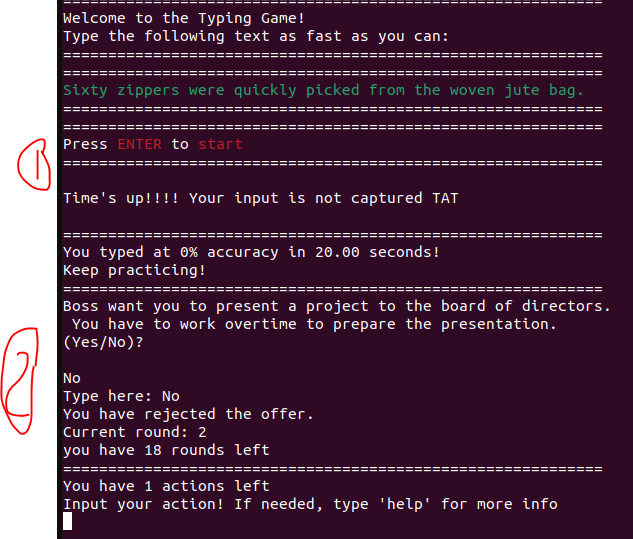 ============================================================
Welcome to the Typing Game!
Type the following text as fast as you can:
============================================================
============================================================
Sixty zippers were quickly picked from the woven jute bag.
============================================================
============================================================
Press ENTER to start
1
============================================================
Time's up!!!! Your input is not captured TAT
============================================================
You typed at 0% accuracy in 20.00 seconds!
Keep practicing!
============================================================
Boss want you to present a project to the board of directors.
 You have to work overtime to prepare the presentation.
(Yes/No)?
2
No
Type here: No
You have rejected the offer.
Current round: 2
you have 18 rounds left
============================================================
You have 1 actions left
Input your action! If needed, type 'help' for more info